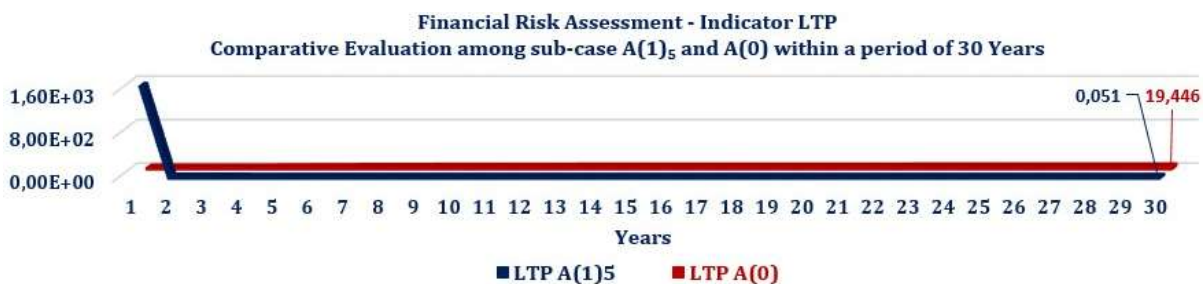 Financial Risk Assessment - Indicator LTP
Comparative Evaluation among sub-case A(1)₅ and A(0) within a period of 30 Years
0,051 19,446
1,60E+03
8,00E+02
0,00E+00
1 2 3 4 5 6 7 8 9 10 11 12 13 14 15 16 17 18 19 20 21 22 23 24 25 26 27 28 29 30
Years
LTP A(1)5 LTP A(0)